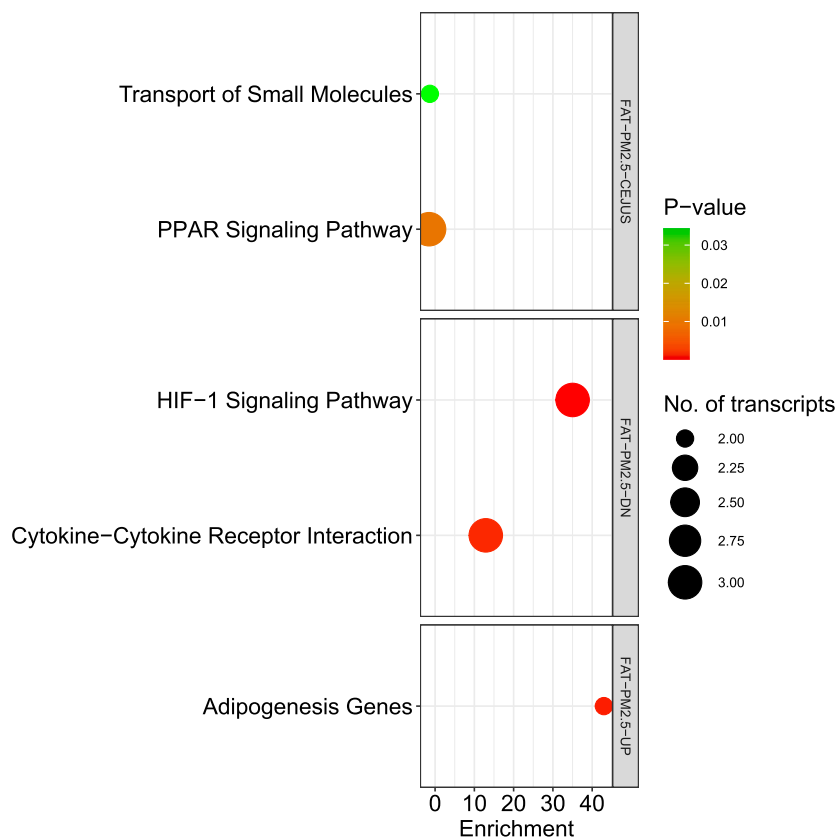 Transport of Small Molecules
PPAR Signaling Pathway
FAT−PM2.5−CEJUS
HIF−1 Signaling Pathway
Cytokine−Cytokine Receptor Interaction
FAT−PM2.5−DN
Adipogenesis Genes
FAT−PM2.5−UP
0 10 20 30 40
Enrichment
P−value
0.03
0.02
0.01
No. of transcripts
2.00
2.25
2.50
2.75
3.00